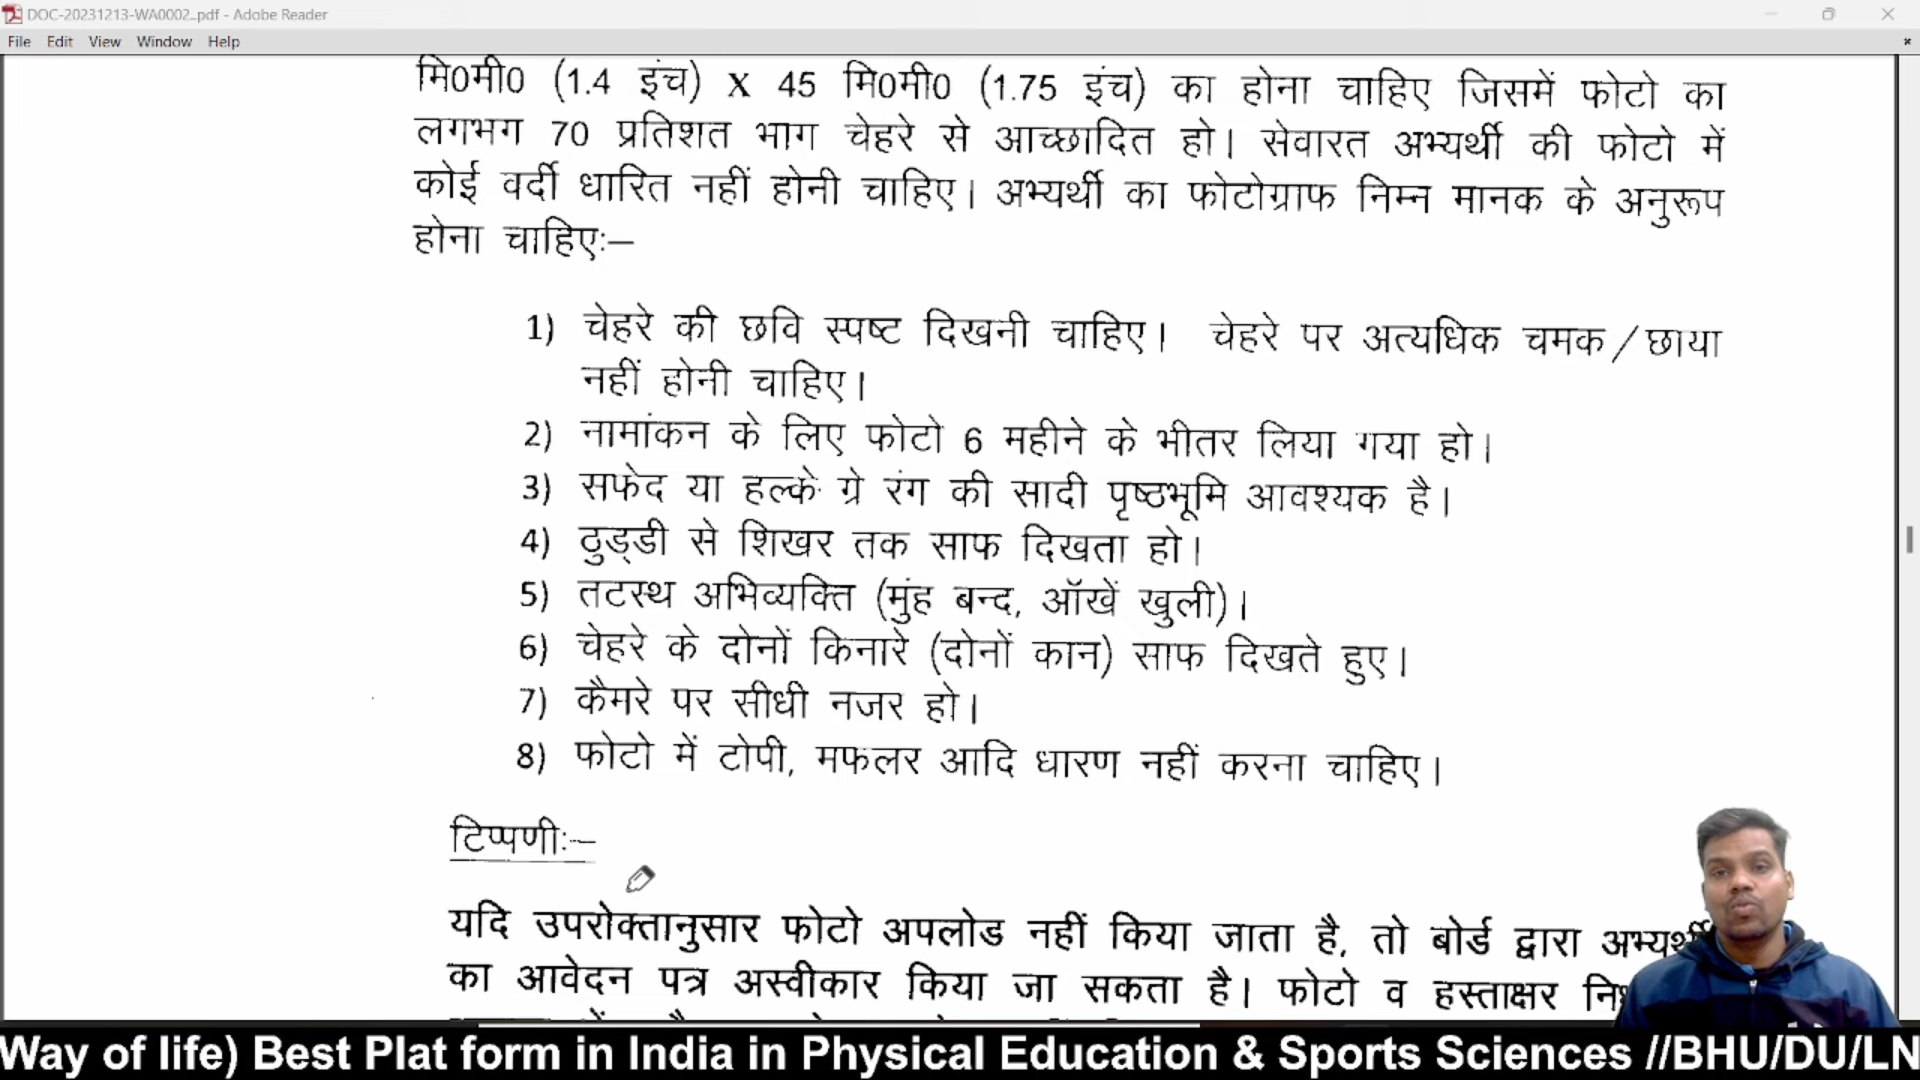 DOC-20231213-WA0002..pdf - Adobe Reader
File Edit View Window Help
मि0मी0 (1.4 इंच) X 45 मि0मी0 (1.75 इंच) का होना चाहिए जिसमें फोटो का
लगभग 70 प्रतिशत भाग चेहरे से आच्छादित हो। सेवारत अभ्यर्थी की फोटो में
कोई वर्दी धारित नहीं होनी चाहिए। अभ्यर्थी का फोटोग्राफ निम्न मानक के अनुरूप
होना चाहिए:–
1) चेहरे की छवि स्पष्ट दिखनी चाहिए। चेहरे पर अत्यधिक चमक/छाया
नहीं होनी चाहिए।
2) नामांकन के लिए फोटो 6 महीने के भीतर लिया गया हो।
3) सफेद या हल्के ग्रे रंग की सादी पृष्ठभूमि आवश्यक है।
4) ठुड्डी से शिखर तक साफ दिखता हो।
5) तटस्थ अभिव्यक्ति (मुंह बन्द, ऑखें खुली)।
6) चेहरे के दोनों किनारे (दोनों कान) साफ दिखते हुए।
7) कैमरे पर सीधी नजर हो।
8) फोटो में टोपी, मफलर आदि धारण नहीं करना चाहिए।
टिप्पणी:–
यदि उपरोक्तानुसार फोटो अपलोड नहीं किया जाता है, तो बोर्ड द्वारा अभ्यर्थी
का आवेदन पत्र अस्वीकार किया जा सकता है। फोटो व हस्ताक्षर
Way of life) Best Plat form in India in Physical Education & Sports Sciences //BHU/DU/LN